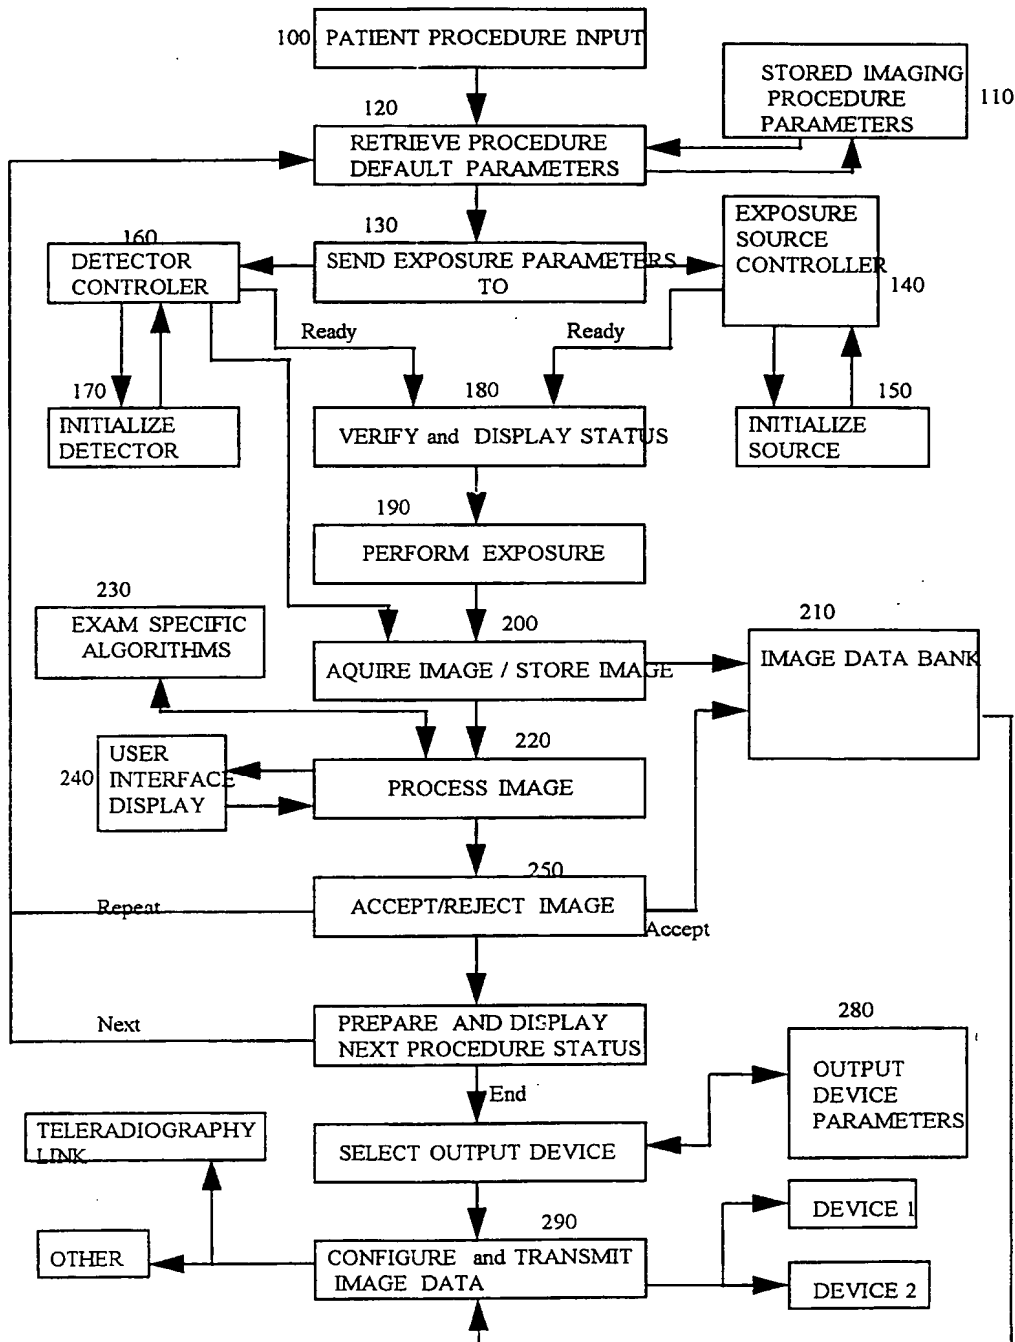 100 PATIENT PROCEDURE INPUT
STORED IMAGING
PROCEDURE
PARAMETERS
110
120
RETRIEVE PROCEDURE
DEFAULT PARAMETERS
130
SEND EXPOSURE PARAMETERS
TO
EXPOSURE
SOURCE
CONTROLLER
140
160
DETECTOR
CONTROLER
Ready
Ready
170
INITIALIZE
DETECTOR
180
VERIFY and DISPLAY STATUS
150
INITIALIZE
SOURCE
190
PERFORM EXPOSURE
230
EXAM SPECIFIC
ALGORITHMS
200
AQUIRE IMAGE / STORE IMAGE
210
IMAGE DATA BANK
220
PROCESS IMAGE
240
USER
INTERFACE
DISPLAY
250
ACCEPT/REJECT IMAGE
Repeat
Accept
Next
PREPARE AND DISPLAY
NEXT PROCEDURE STATUS
280
OUTPUT
DEVICE
PARAMETERS
End
TELERADIOGRAPHY
LINK
SELECT OUTPUT DEVICE
290
CONFIGURE and TRANSMIT
IMAGE DATA
OTHER
DEVICE 1
DEVICE 2